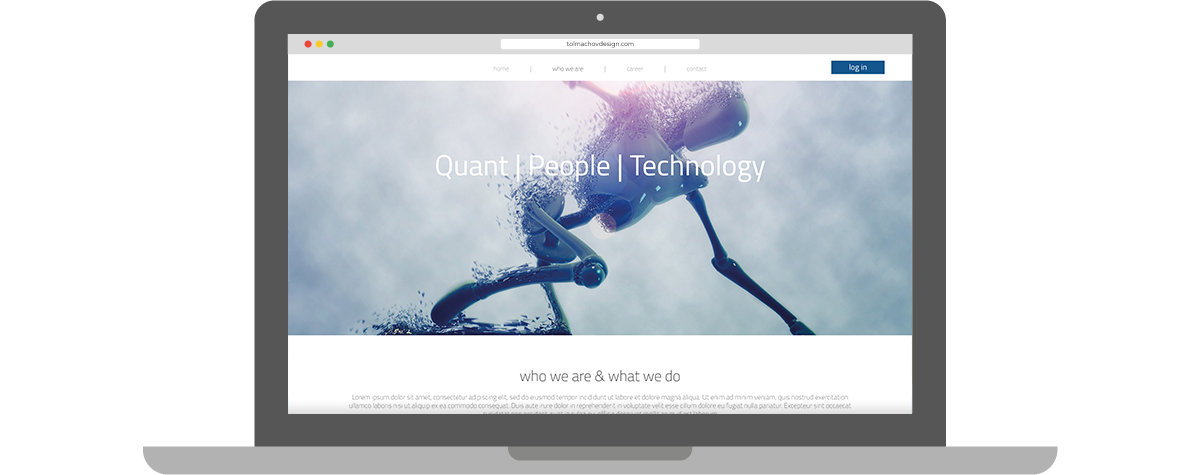 tolmachovdesign.com
home | who we are | career | contact
log in
Quant | People | Technology
who we are & what we do
Lorem ipsum dolor sit amet, consectetur adipiscing elit, sed do eiusmod tempor incididunt ut labore et dolore magna aliqua. Ut enim ad minim veniam, quis nostrud exercitation
ullamco laboris nisi ut aliquip ex ea commodo consequat. Duis aute irure dolor in reprehenderit in voluptate velit esse cillum dolore eu fugiat nulla pariatur. Excepteur sint occaecat